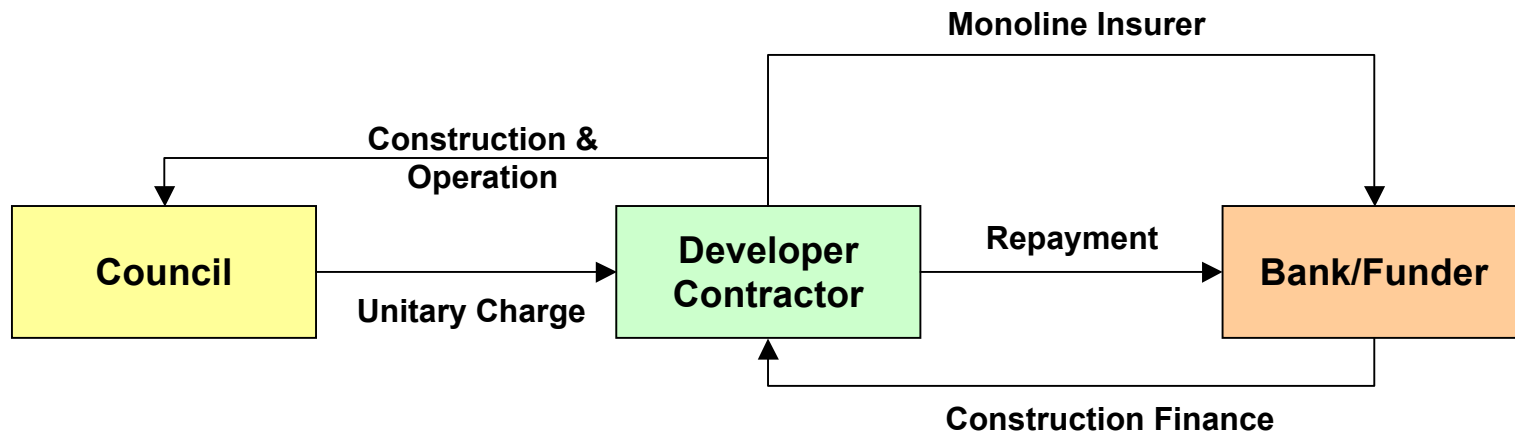 Monoline Insurer
Construction &
Operation
Council
Unitary Charge
Developer
Contractor
Repayment
Bank/Funder
Construction Finance